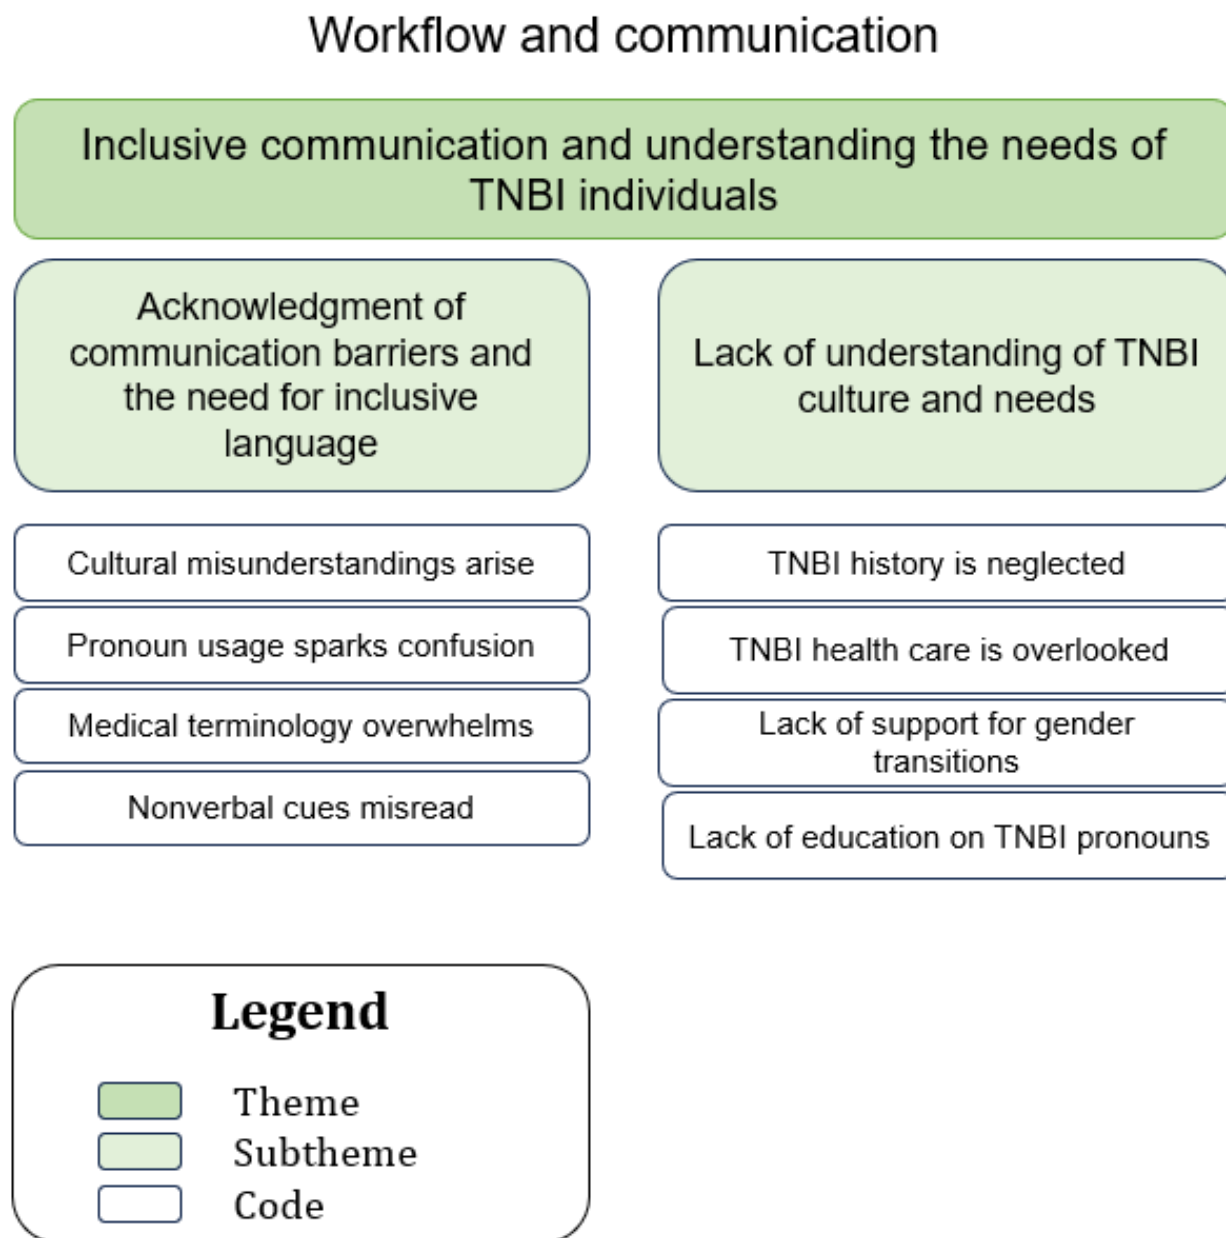 Workflow and communication
Inclusive communication and understanding the needs of
TNBI individuals
Acknowledgment of
communication barriers and
the need for inclusive
language
Cultural misunderstandings arise
Pronoun usage sparks confusion
Medical terminology overwhelms
Nonverbal cues misread
Lack of understanding of TNBI
culture and needs
TNBI history is neglected
TNBI health care is overlooked
Lack of support for gender
transitions
Lack of education on TNBI pronouns
Legend
Theme
Subtheme
Code